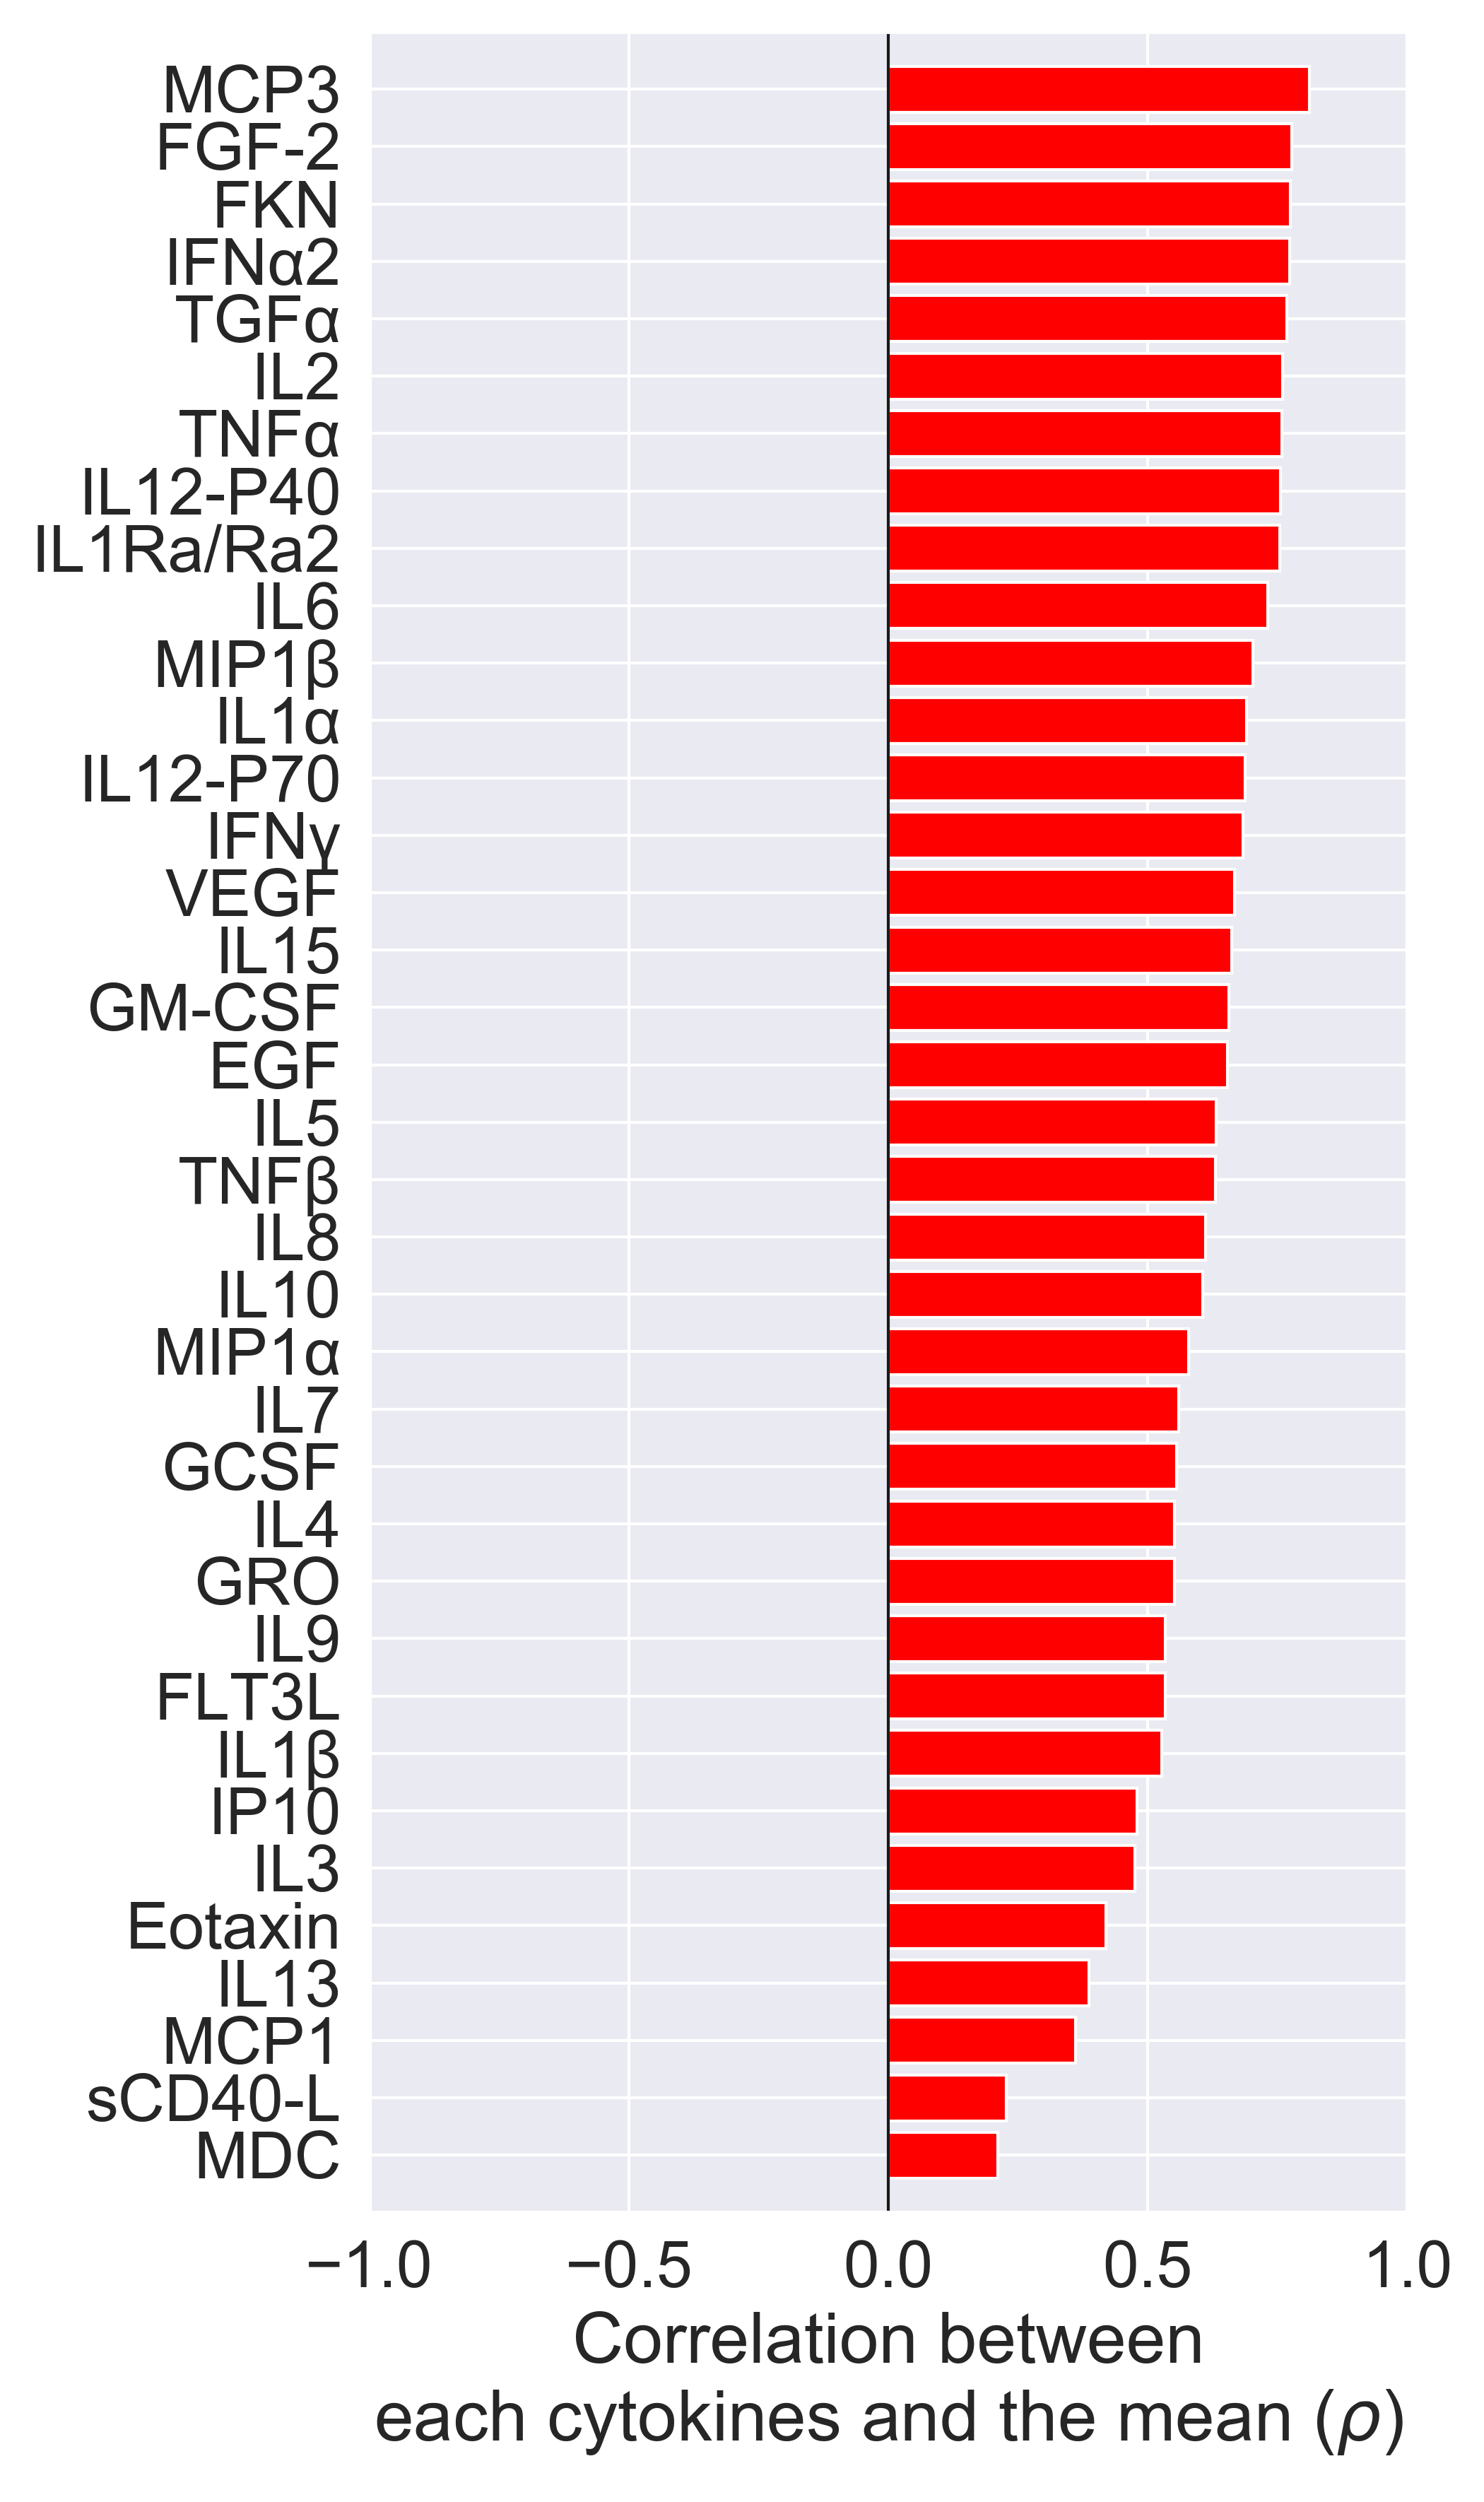 MCP3
FGF-2
FKN
IFNα2
TGFα
IL2
TNFα
IL12-P40
IL1Ra/Ra2
IL6
MIP1β
IL1α
IL12-P70
IFNγ
VEGF
IL15
GM-CSF
EGF
IL5
TNFβ
IL8
IL10
MIP1α
IL7
GCSF
IL4
GRO
IL9
FLT3L
IL1β
IP10
IL3
Eotaxin
IL13
MCP1
sCD40-L
MDC
−1.0 −0.5 0.0 0.5 1.0
Correlation between
each cytokines and the mean (ρ)